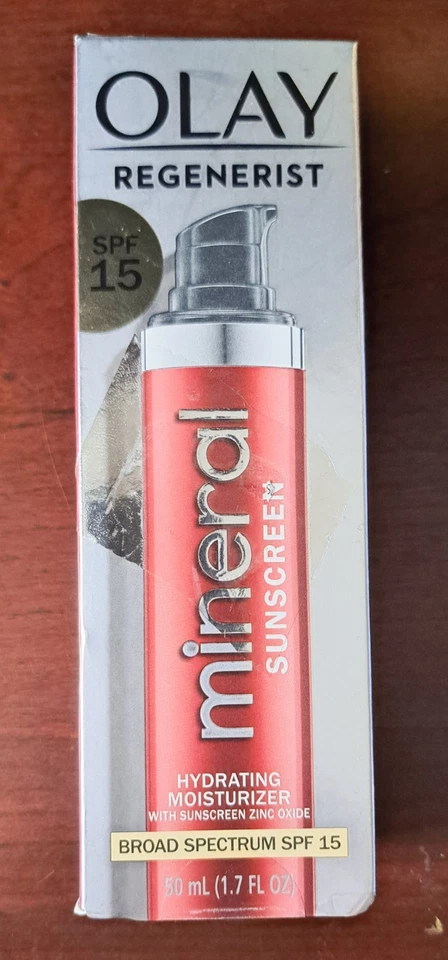 OLAY
REGENERIST
SPF
15
mineral
SUNSCREEN
HYDRATING
MOISTURIZER
WITH SUNSCREEN ZINC OXIDE
BROAD SPECTRUM SPF 15
50 mL (1.7 FL OZ)